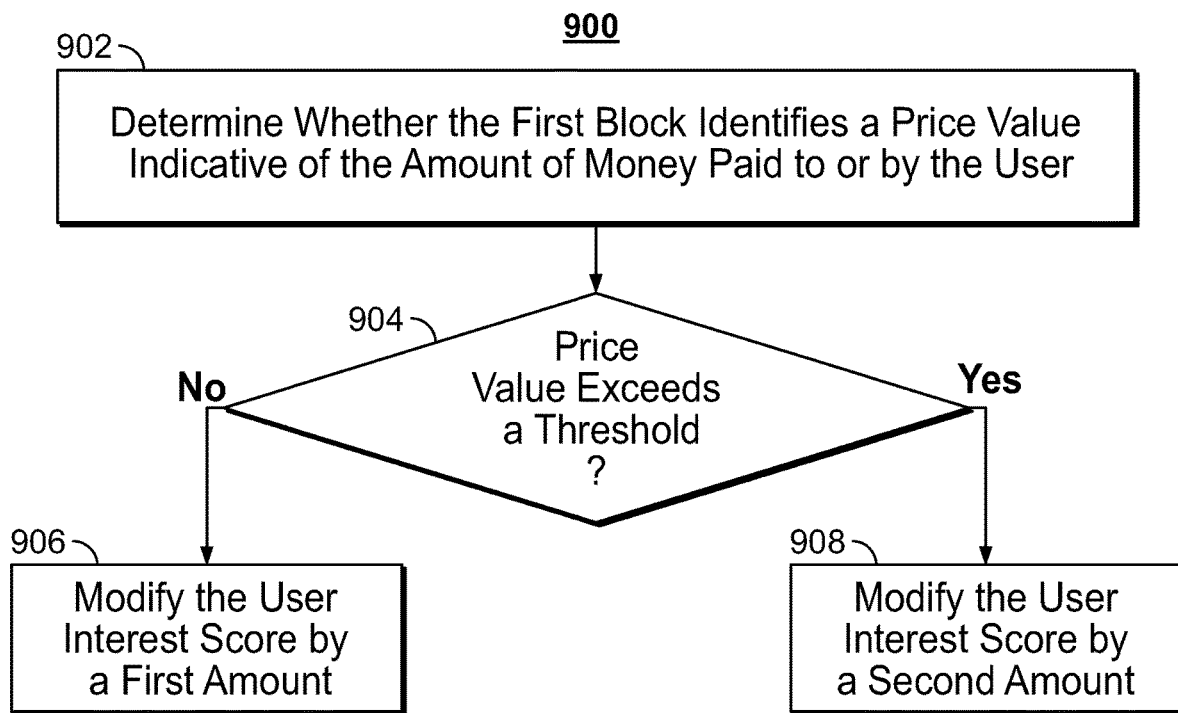 900
902
Determine Whether the First Block Identifies a Price Value
Indicative of the Amount of Money Paid to or by the User
904
Price
Value Exceeds
a Threshold
?
No
Yes
906
Modify the User
Interest Score by
a First Amount
908
Modify the User
Interest Score by
a Second Amount